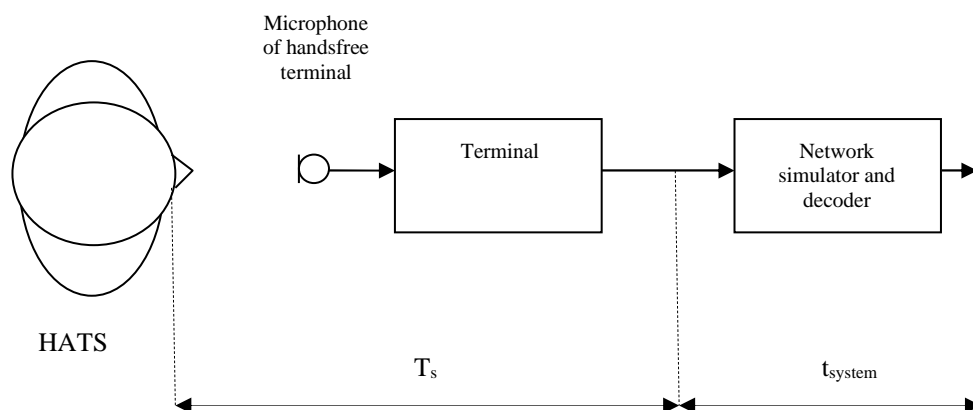 Microphone
of handsfree
terminal
Terminal
Network
simulator and
decoder
HATS
Ts
tsystem